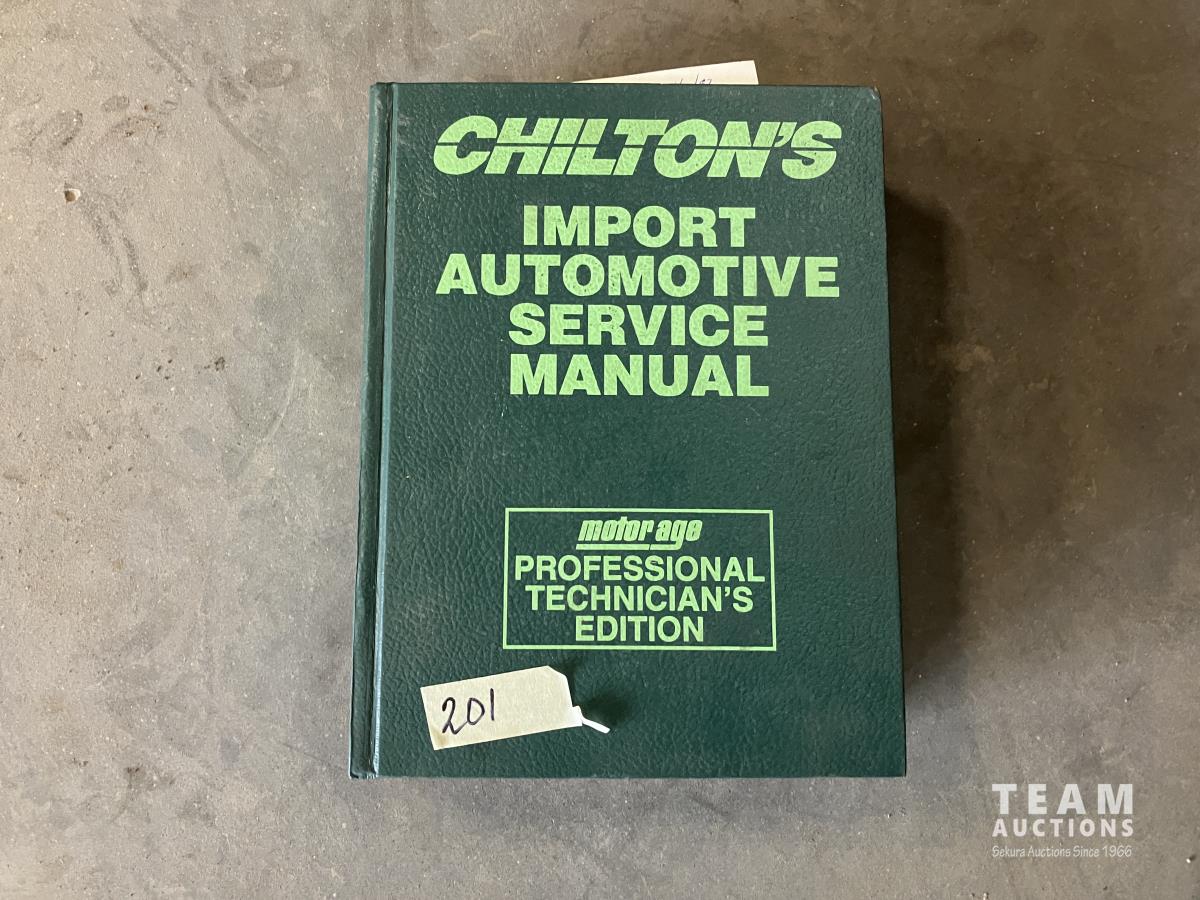 CHILTON'S
IMPORT
AUTOMOTIVE
SERVICE
MANUAL
motor age
PROFESSIONAL
TECHNICIAN'S
EDITION
201
TEAM
AUCTIONS
Sekura Auctions Since 1966